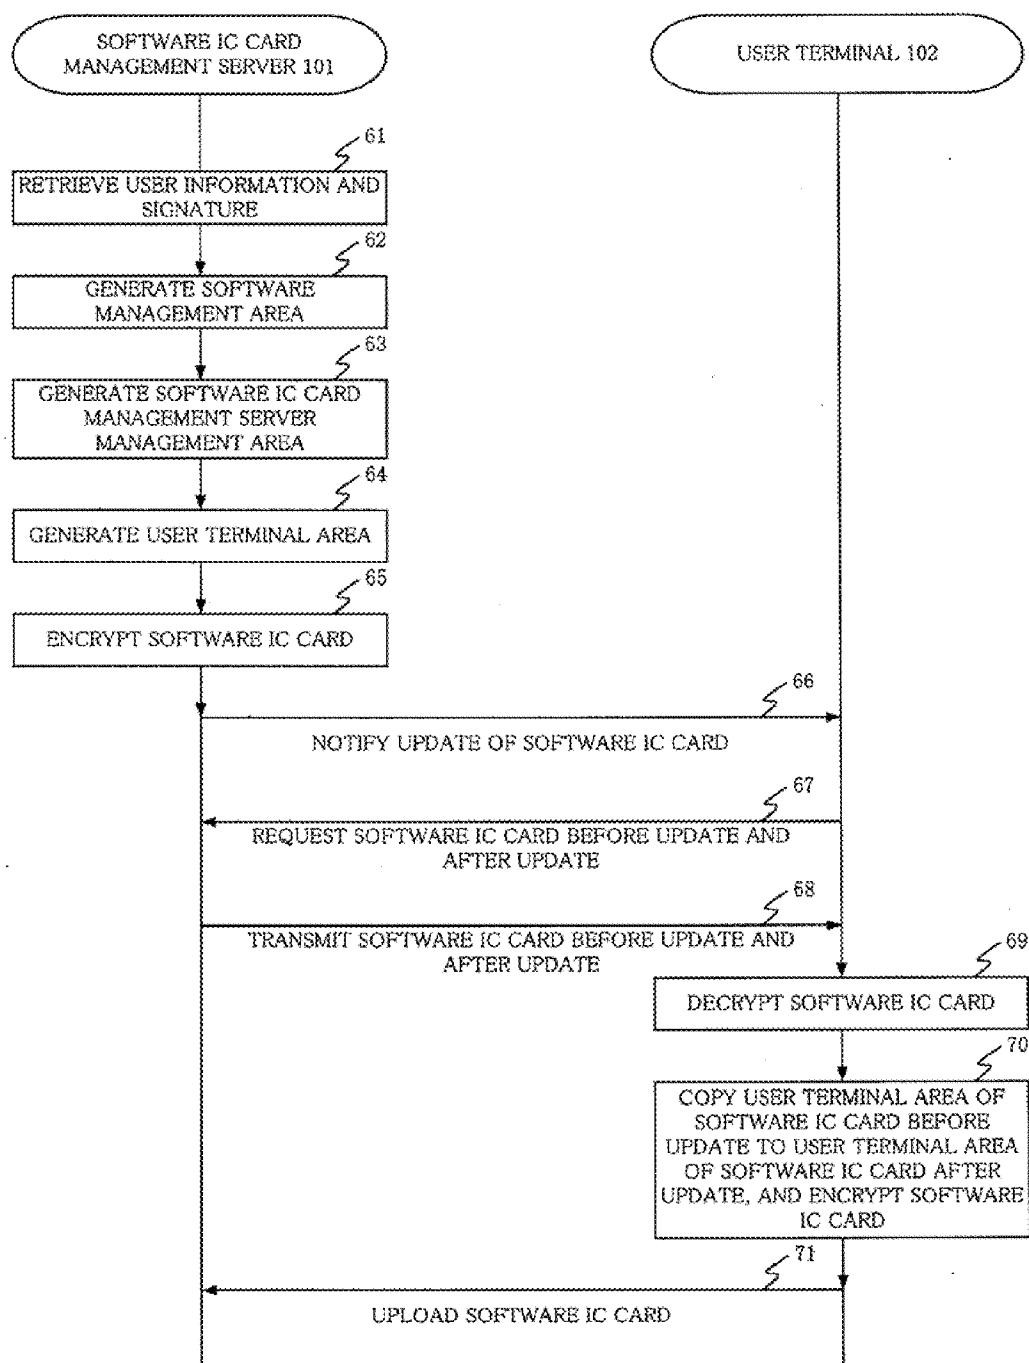 SOFTWARE IC CARD
MANAGEMENT SERVER 101
USER TERMINAL 102
61
RETRIEVE USER INFORMATION AND
SIGNATURE
62
GENERATE SOFTWARE
MANAGEMENT AREA
63
GENERATE SOFTWARE IC CARD
MANAGEMENT SERVER
MANAGEMENT AREA
64
GENERATE USER TERMINAL AREA
65
ENCRYPT SOFTWARE IC CARD
66
NOTIFY UPDATE OF SOFTWARE IC CARD
67
REQUEST SOFTWARE IC CARD BEFORE UPDATE AND
AFTER UPDATE
68
TRANSMIT SOFTWARE IC CARD BEFORE UPDATE AND
AFTER UPDATE
69
DECRYPT SOFTWARE IC CARD
70
COPY USER TERMINAL AREA OF
SOFTWARE IC CARD BEFORE
UPDATE TO USER TERMINAL AREA
OF SOFTWARE IC CARD AFTER
UPDATE, AND ENCRYPT SOFTWARE
IC CARD
71
UPLOAD SOFTWARE IC CARD